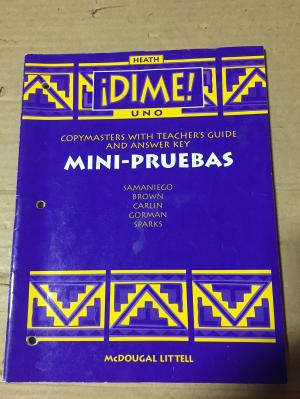 HEATH
¡DIME!
UNO
COPYMASTERS WITH TEACHER'S GUIDE
AND ANSWER KEY
MINI-PRUEBAS
SAMANIEGO
BROWN
CARLIN
GORMAN
SPARKS
MCDOUGAL LITTELL